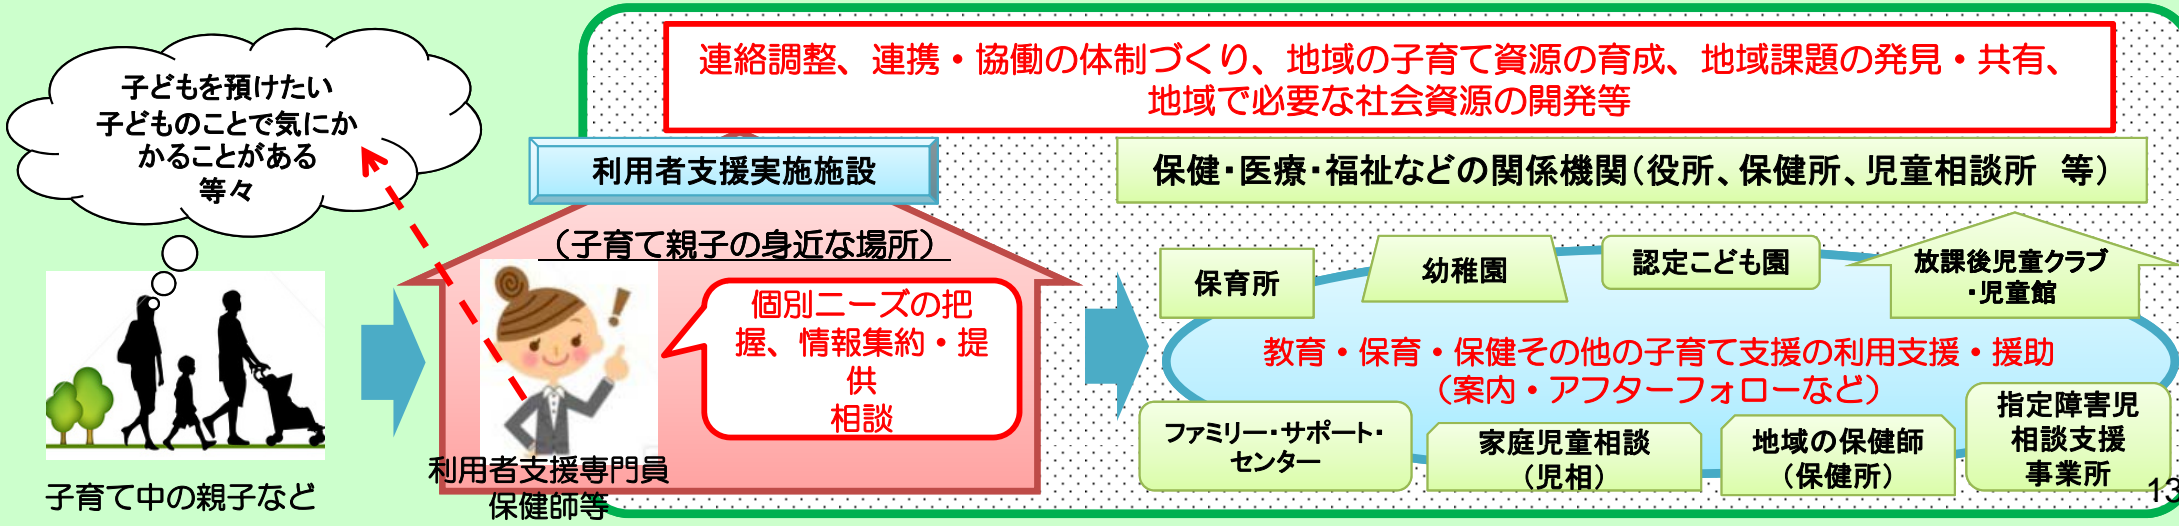 連絡調整、連携・協働の体制づくり、地域の子育て資源の育成、地域課題の発見・共有、
地域で必要な社会資源の開発等
子どもを預けたい
子どものことで気にか
かることがある
等々
利用者支援実施施設
保健・医療・福祉などの関係機関（役所、保健所、児童相談所　等）
（子育て親子の身近な場所）
個別ニーズの把
握、情報集約・提
供
相談
利用者支援専門員
保健師等
子育て中の親子など
保育所
幼稚園
認定こども園
放課後児童クラブ
・児童館
教育・保育・保健その他の子育て支援の利用支援・援助
（案内・アフターフォローなど）
ファミリー・サポート・
センター
家庭児童相談
（児相）
地域の保健師
（保健所）
指定障害児
相談支援
事業所
13